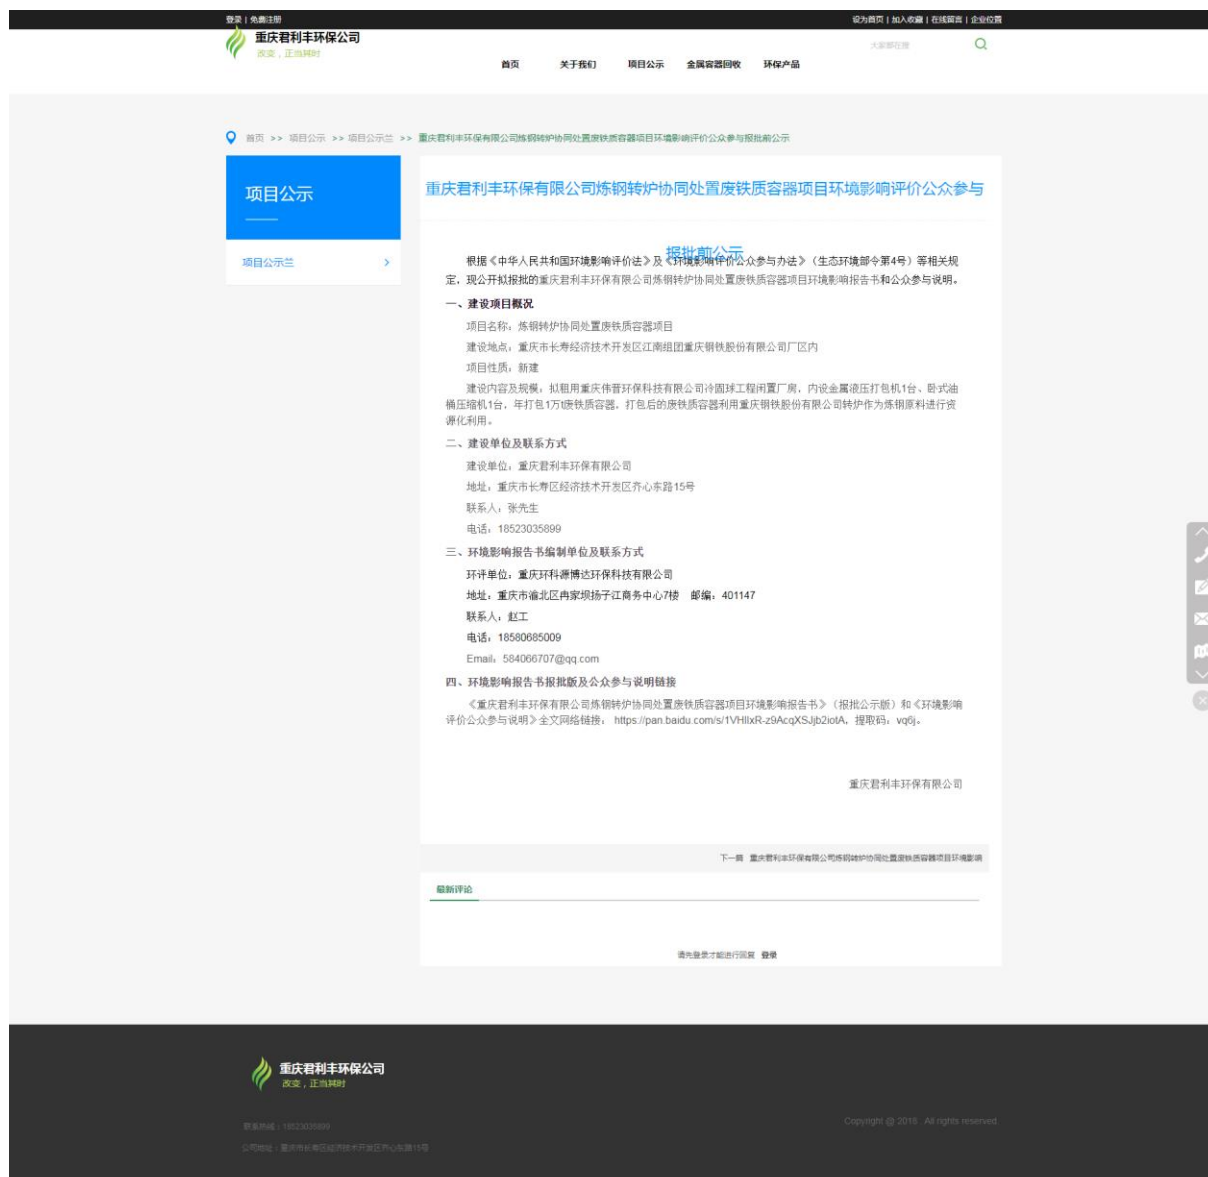 登录 | 免费注册
设为首页 | 加入收藏 | 在线留言 | 企业位置
重庆君利丰环保公司
改变，正当其时
大家都在搜
首页 关于我们 项目公示 金属容器回收 环保产品
首页 >> 项目公示 >> 项目公示兰 >> 重庆君利丰环保有限公司炼钢转炉协同处置废铁质容器项目环境影响评价公众参与报批前公示
项目公示
项目公示兰
重庆君利丰环保有限公司炼钢转炉协同处置废铁质容器项目环境影响评价公众参与
报批前公示
根据《中华人民共和国环境影响评价法》及《环境影响评价公众参与办法》（生态环境部令第4号）等相关规
定，现公开拟报批的重庆君利丰环保有限公司炼钢转炉协同处置废铁质容器项目环境影响报告书和公众参与说明。
一、建设项目概况
项目名称：炼钢转炉协同处置废铁质容器项目
建设地点：重庆市长寿经济技术开发区江南组团重庆钢铁股份有限公司厂区内
项目性质：新建
建设内容及规模：拟租用重庆伟晋环保科技有限公司冷固球工程闲置厂房，内设金属液压打包机1台、卧式油
桶压缩机1台，年打包1万t废铁质容器。打包后的废铁质容器利用重庆钢铁股份有限公司转炉作为炼钢原料进行资
源化利用。
二、建设单位及联系方式
建设单位：重庆君利丰环保有限公司
地址：重庆市长寿区经济技术开发区齐心东路15号
联系人：张先生
电话：18523035899
三、环境影响报告书编制单位及联系方式
环评单位：重庆环科源博达环保科技有限公司
地址：重庆市渝北区冉家坝扬子江商务中心7楼 邮编：401147
联系人：赵工
电话：18580685009
Email：584066707@qq.com
四、环境影响报告书报批版及公众参与说明链接
《重庆君利丰环保有限公司炼钢转炉协同处置废铁质容器项目环境影响报告书》（报批公示版）和《环境影响
评价公众参与说明》全文网络链接： https://pan.baidu.com/s/1VHIlxR-z9AcqXSJjb2iotA，提取码：vq6j。
重庆君利丰环保有限公司
下一篇 重庆君利丰环保有限公司炼钢转炉协同处置废铁质容器项目环境影响
最新评论
请先登录才能进行回复 登录
重庆君利丰环保公司
改变，正当其时
联系热线：18523035899
Copyright @ 2018 . All rights reserved.
公司地址：重庆市长寿区经济技术开发区齐心东路15号